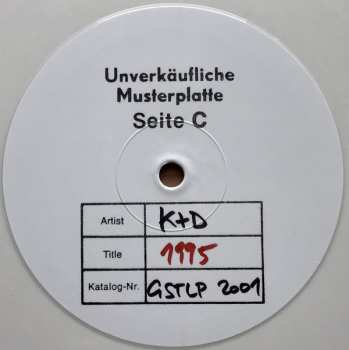 Unverkäufliche
Musterplatte
Seite C
Artist K+D
Title 1995
Katalog-Nr. GSTLP 2001